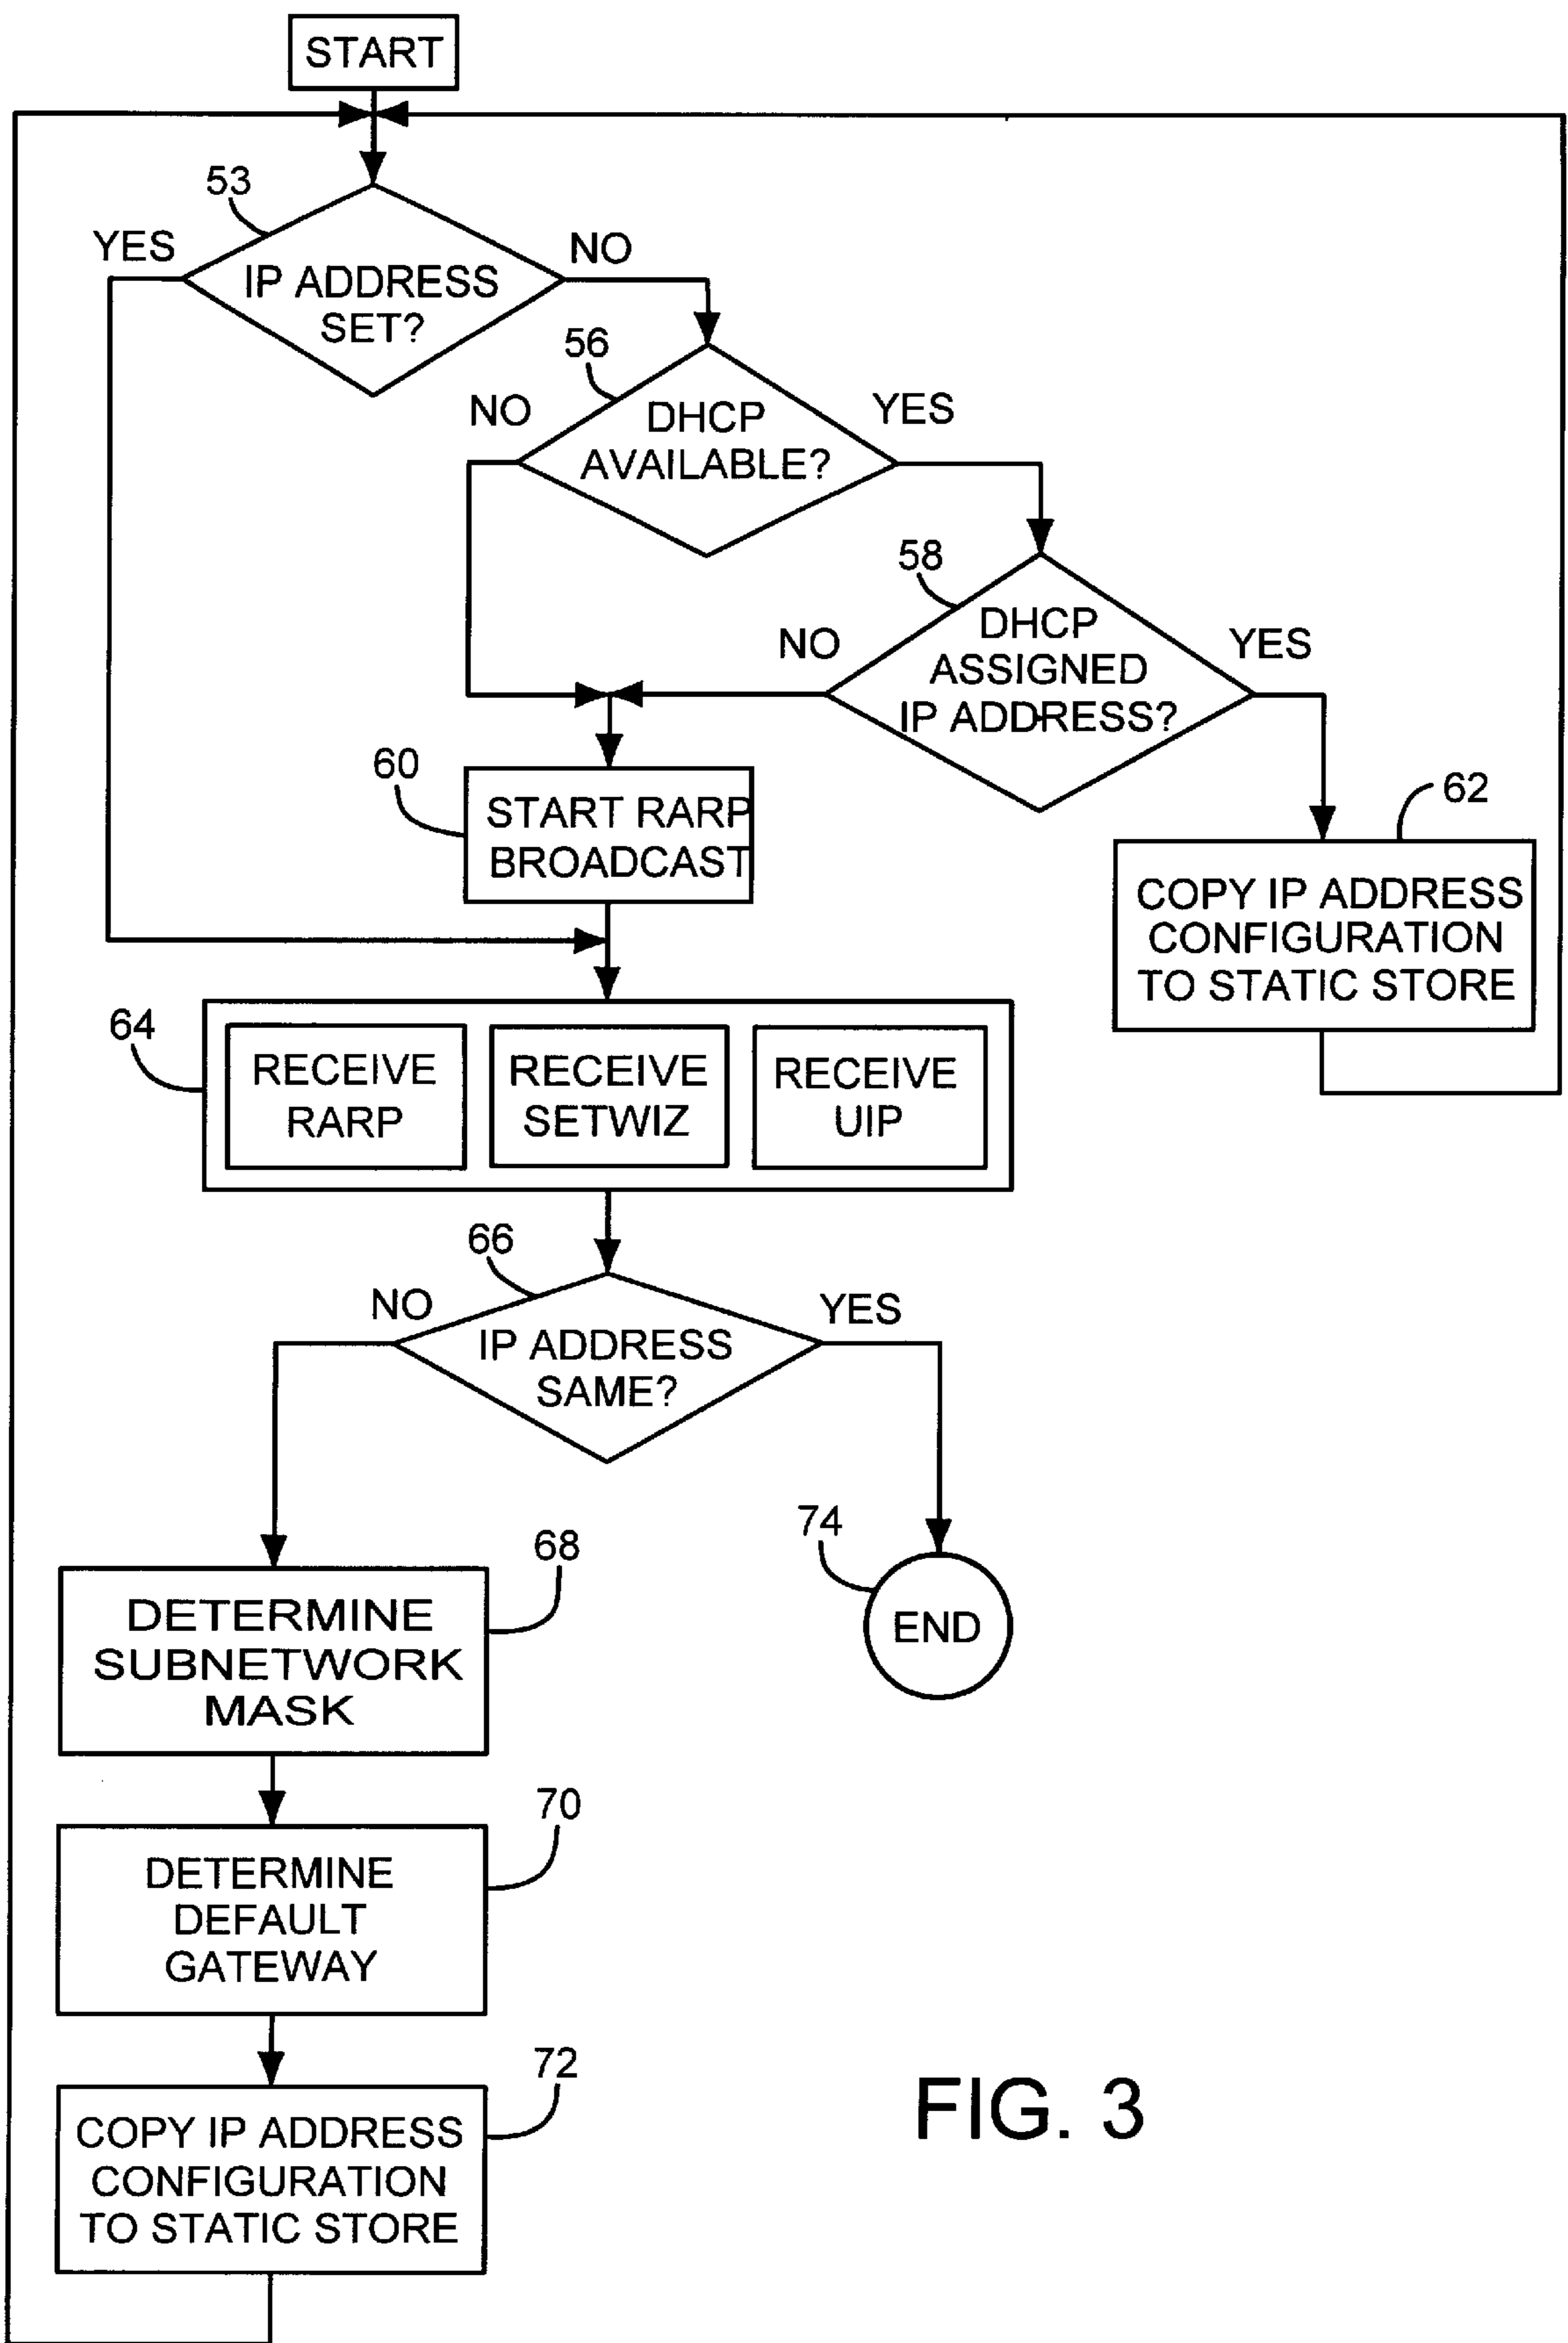 START
53
YES
NO
IP ADDRESS
SET?
56
NO
YES
DHCP
AVAILABLE?
58
NO
YES
DHCP
ASSIGNED
IP ADDRESS?
60
START RARP
BROADCAST
62
COPY IP ADDRESS
CONFIGURATION
TO STATIC STORE
64
RECEIVE
RARP
RECEIVE
SETWIZ
RECEIVE
UIP
66
NO
YES
IP ADDRESS
SAME?
68
DETERMINE
SUBNETWORK
MASK
74
END
70
DETERMINE
DEFAULT
GATEWAY
72
COPY IP ADDRESS
CONFIGURATION
TO STATIC STORE
FIG. 3